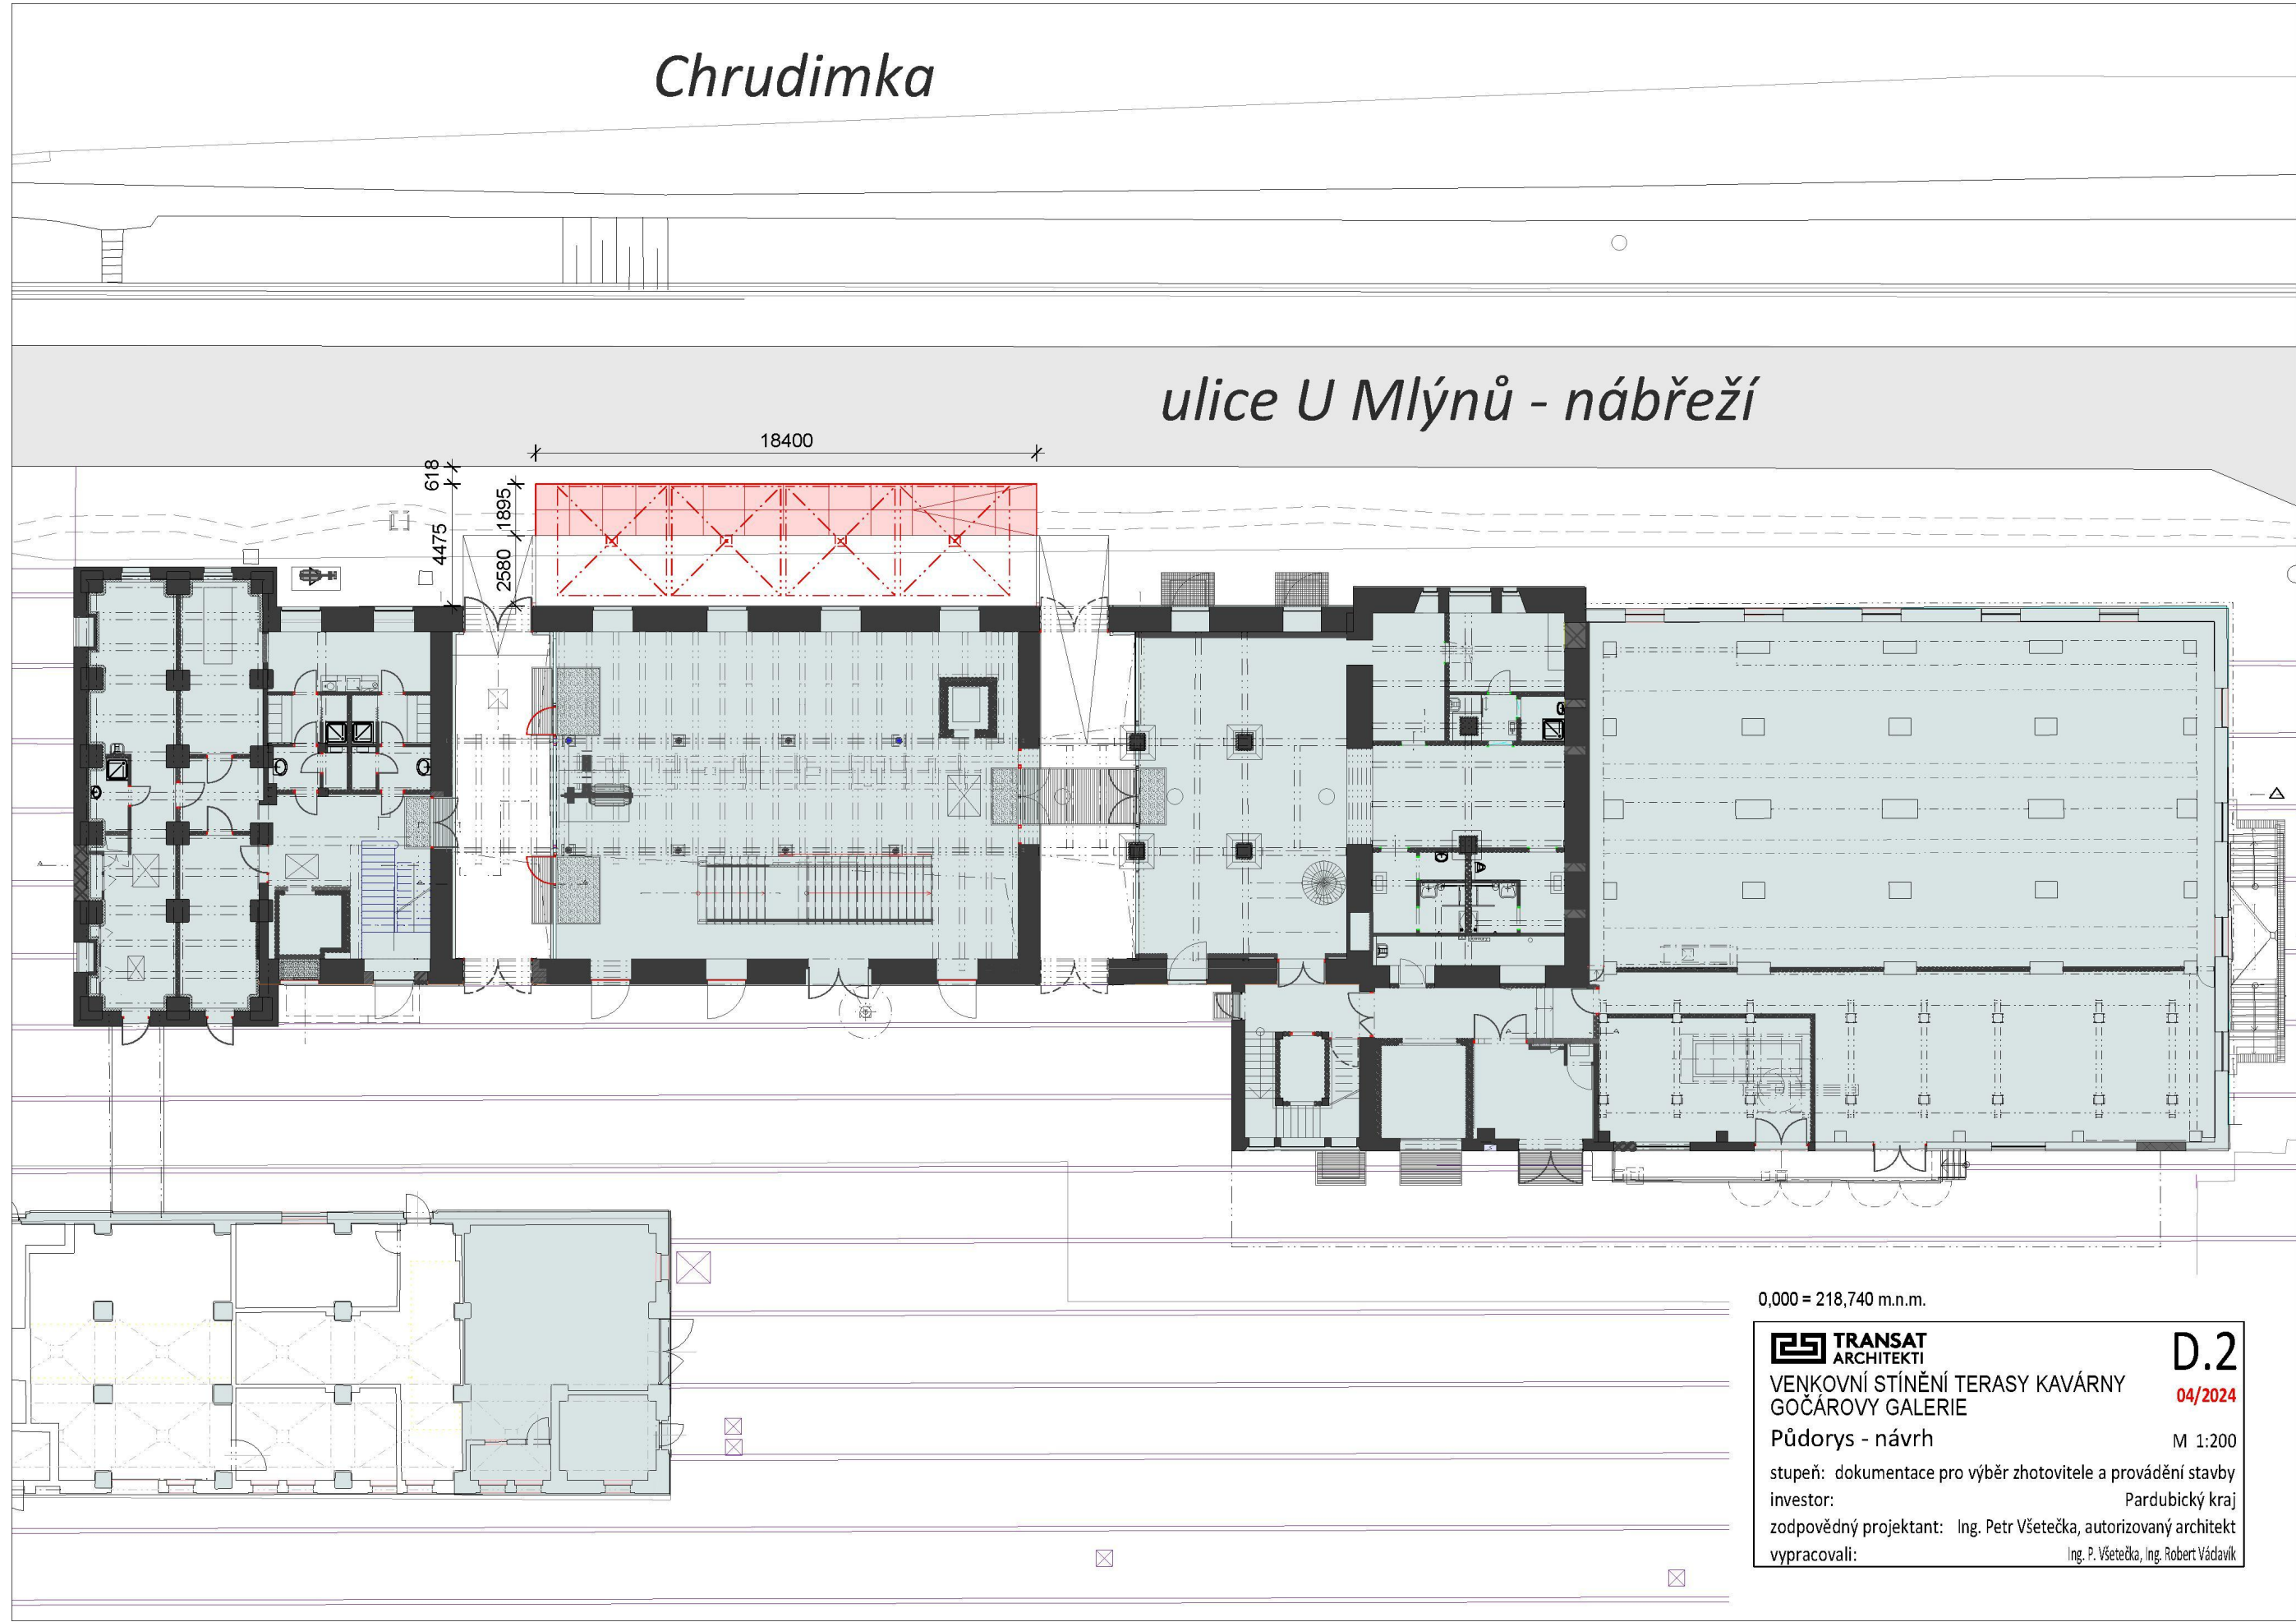 Chrudimka
ulice U Mlýnů - nábřeží
18400
618
1895
4475
2580
0,000 = 218,740 m.n.m.
TRANSAT
ARCHITEKTI
D.2
VENKOVNÍ STÍNĚNÍ TERASY KAVÁRNY
GOČÁROVY GALERIE
04/2024
Půdorys - návrh
M 1:200
stupeň: dokumentace pro výběr zhotovitele a provádění stavby
investor: Pardubický kraj
zodpovědný projektant: Ing. Petr Všetečka, autorizovaný architekt
vypracovali: Ing. P. Všetečka, Ing. Robert Václavík